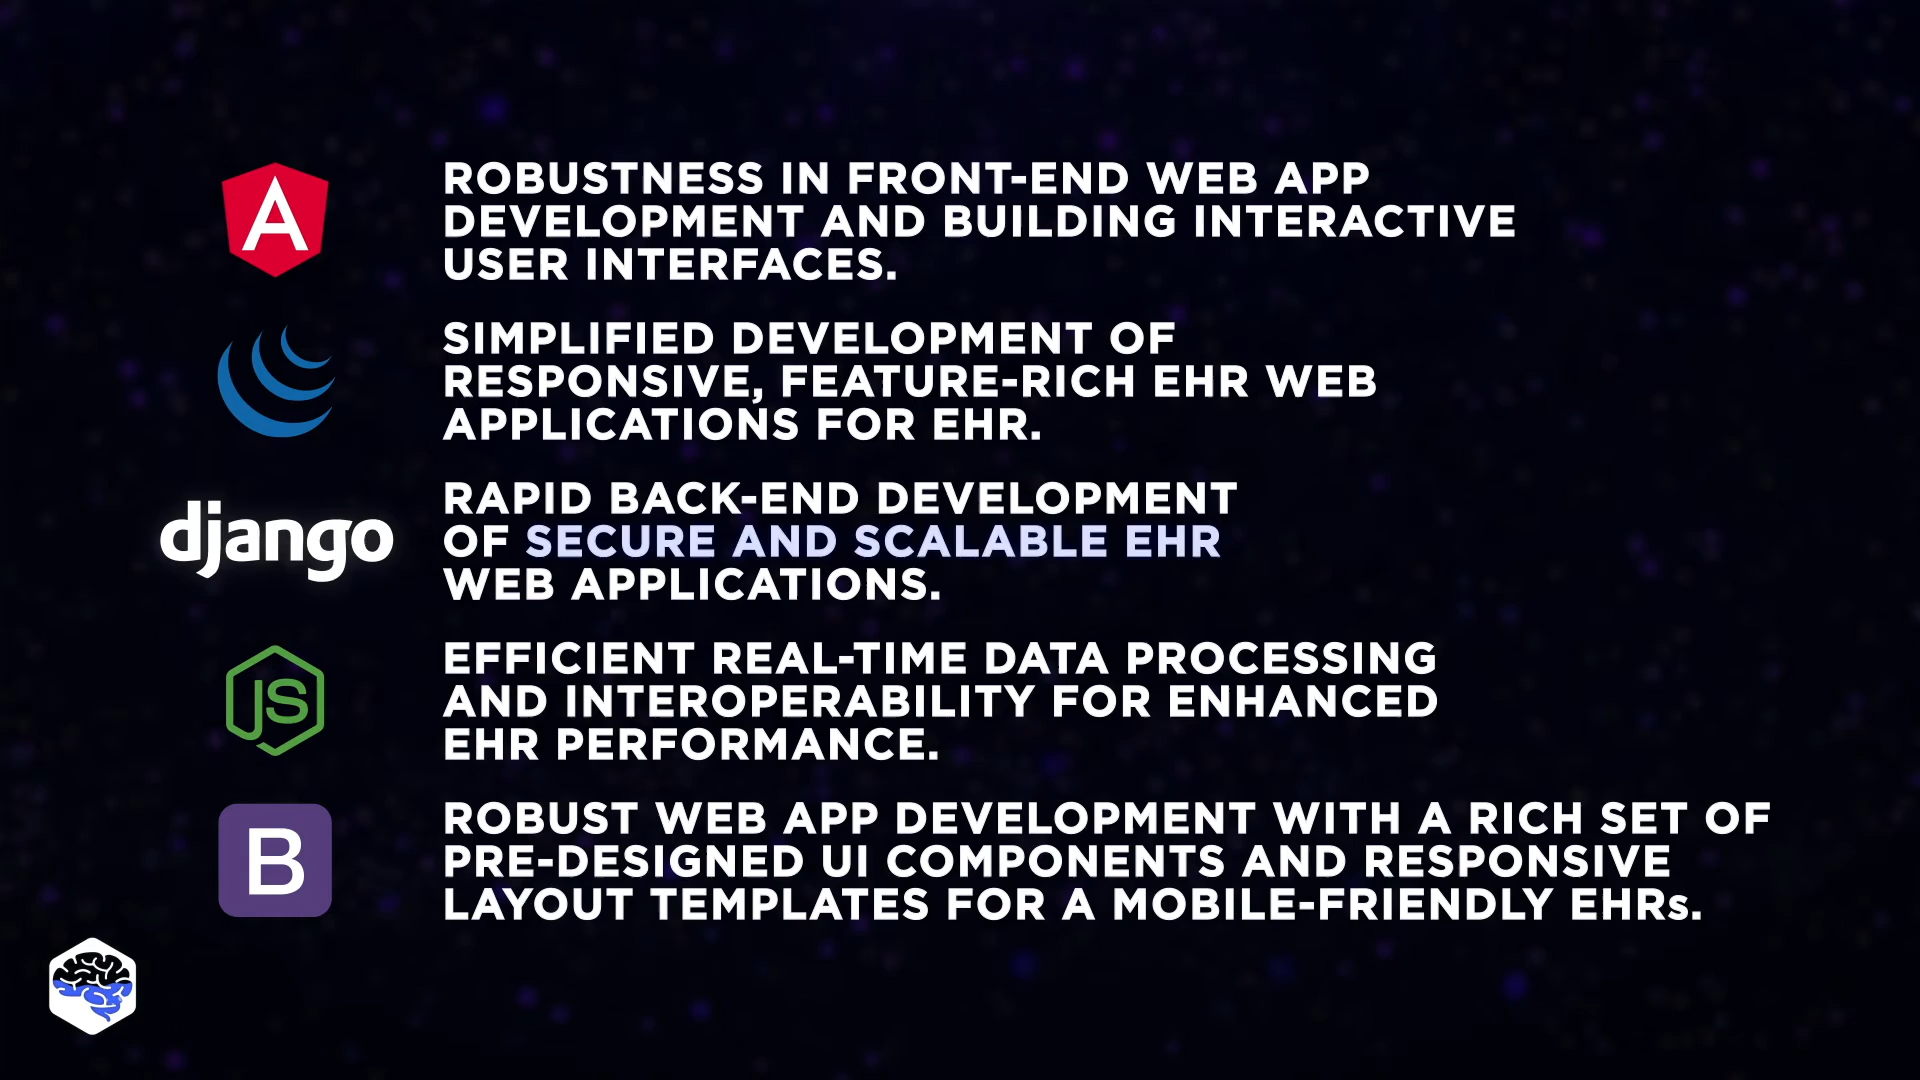 A
ROBUSTNESS IN FRONT-END WEB APP
DEVELOPMENT AND BUILDING INTERACTIVE
USER INTERFACES.
SIMPLIFIED DEVELOPMENT OF
RESPONSIVE, FEATURE-RICH EHR WEB
APPLICATIONS FOR EHR.
django
RAPID BACK-END DEVELOPMENT
OF SECURE AND SCALABLE EHR
WEB APPLICATIONS.
JS
EFFICIENT REAL-TIME DATA PROCESSING
AND INTEROPERABILITY FOR ENHANCED
EHR PERFORMANCE.
B
ROBUST WEB APP DEVELOPMENT WITH A RICH SET OF
PRE-DESIGNED UI COMPONENTS AND RESPONSIVE
LAYOUT TEMPLATES FOR A MOBILE-FRIENDLY EHRs.